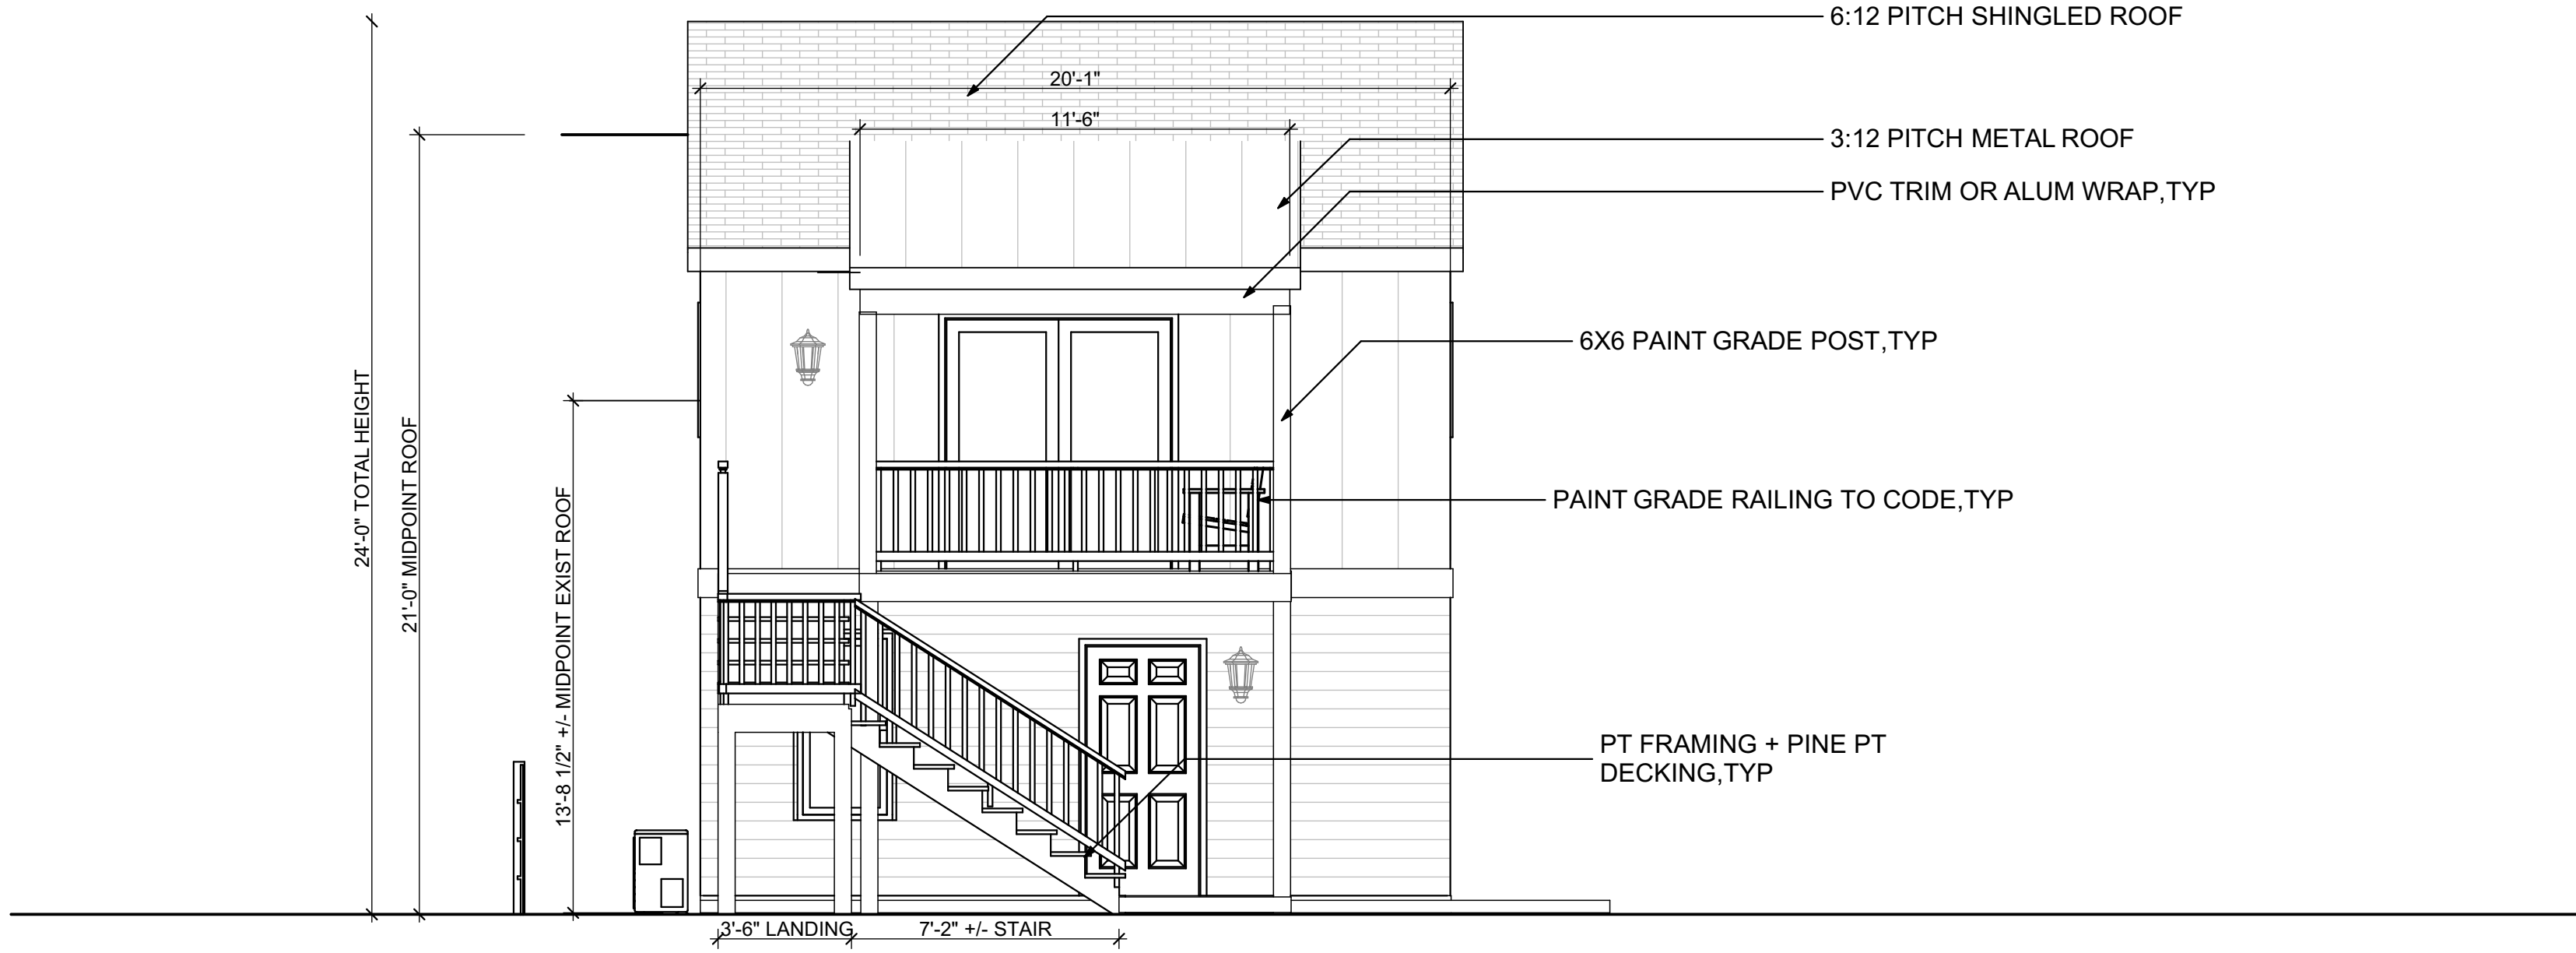 6:12 PITCH SHINGLED ROOF
20'-1"
11'-6"
3:12 PITCH METAL ROOF
PVC TRIM OR ALUM WRAP,TYP
6X6 PAINT GRADE POST,TYP
24'-0" TOTAL HEIGHT
21'-0" MIDPOINT ROOF
13'-8 1/2" +/- MIDPOINT EXIST ROOF
PAINT GRADE RAILING TO CODE,TYP
PT FRAMING + PINE PT
DECKING,TYP
3'-6" LANDING
7'-2" +/- STAIR